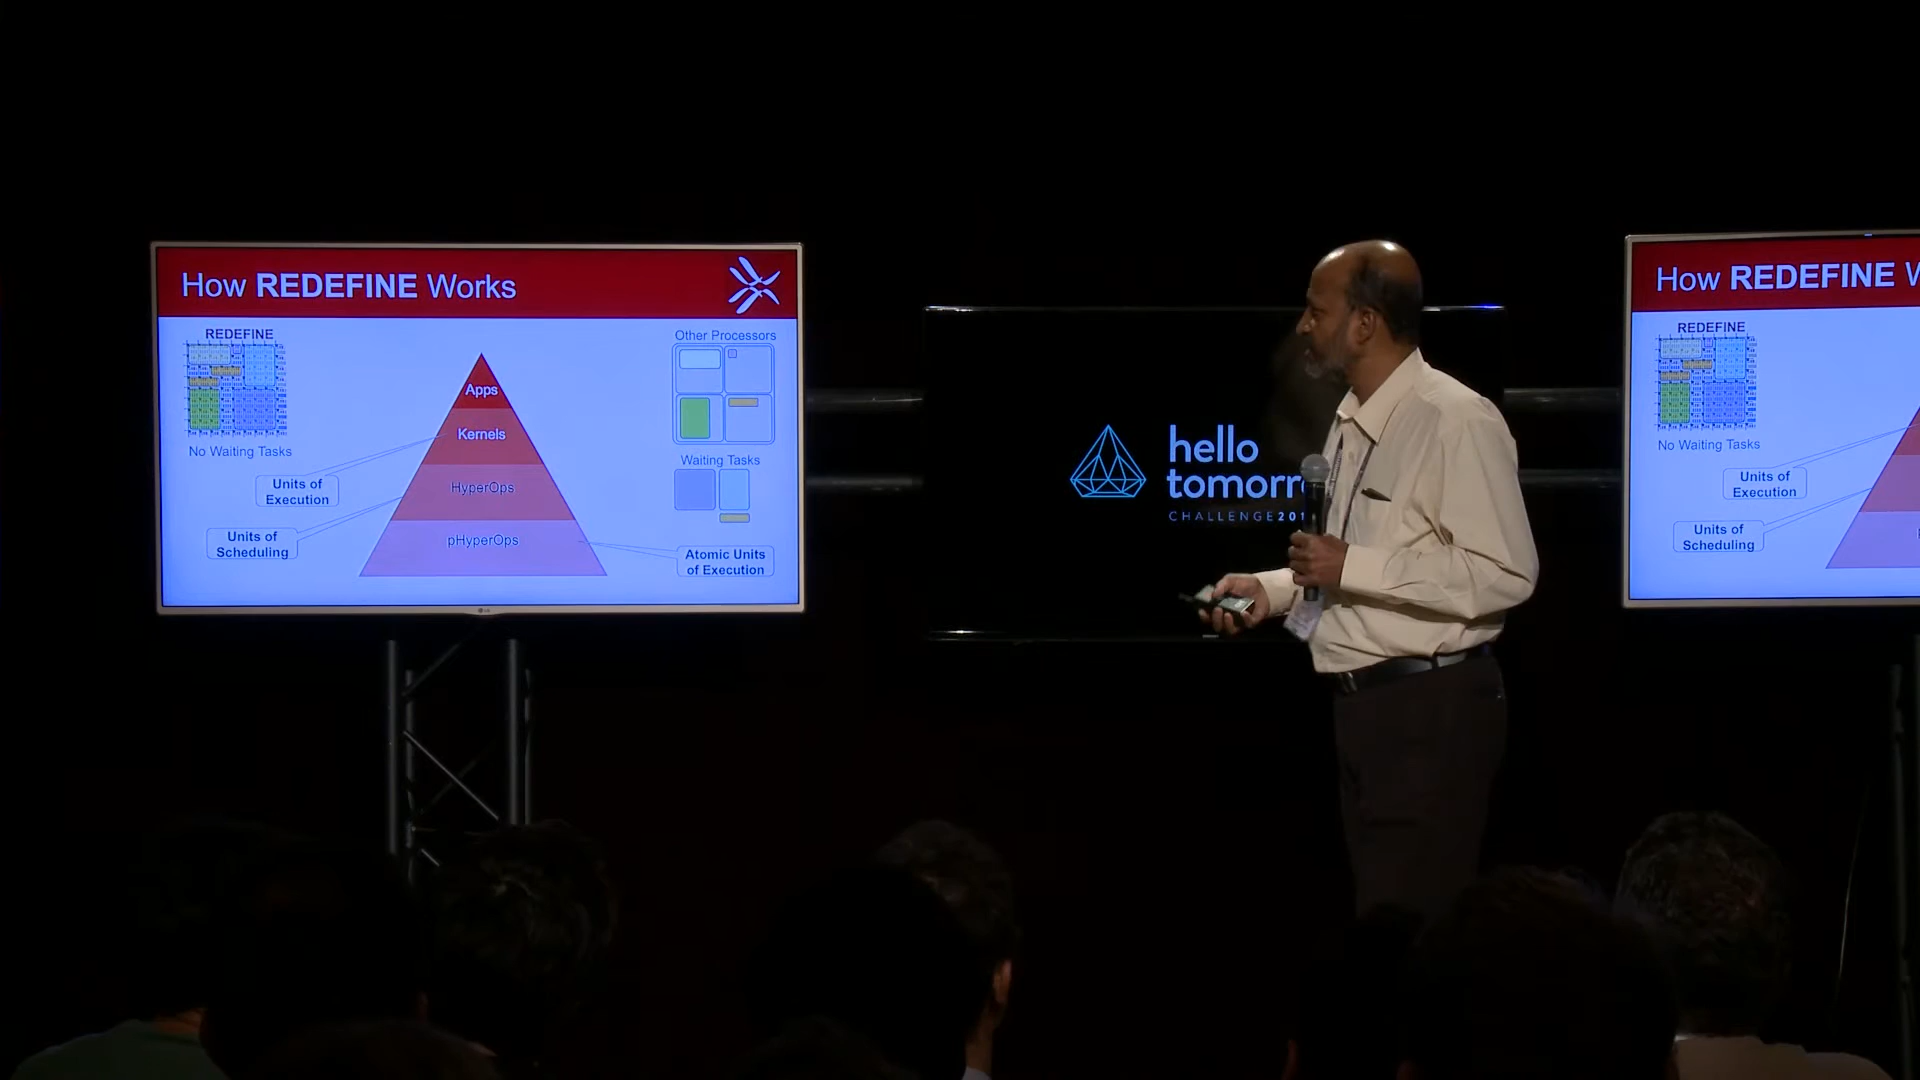 How REDEFINE Works
REDEFINE
No Waiting Tasks
Units of
Execution
Units of
Scheduling
Apps
Kernels
HyperOps
pHyperOps
Other Processors
Waiting Tasks
Atomic Units
of Execution
LG
hello
tomorr
CHALLENGE201
How REDEFINE W
REDEFINE
No Waiting Tasks
Units of
Execution
Units of
Scheduling